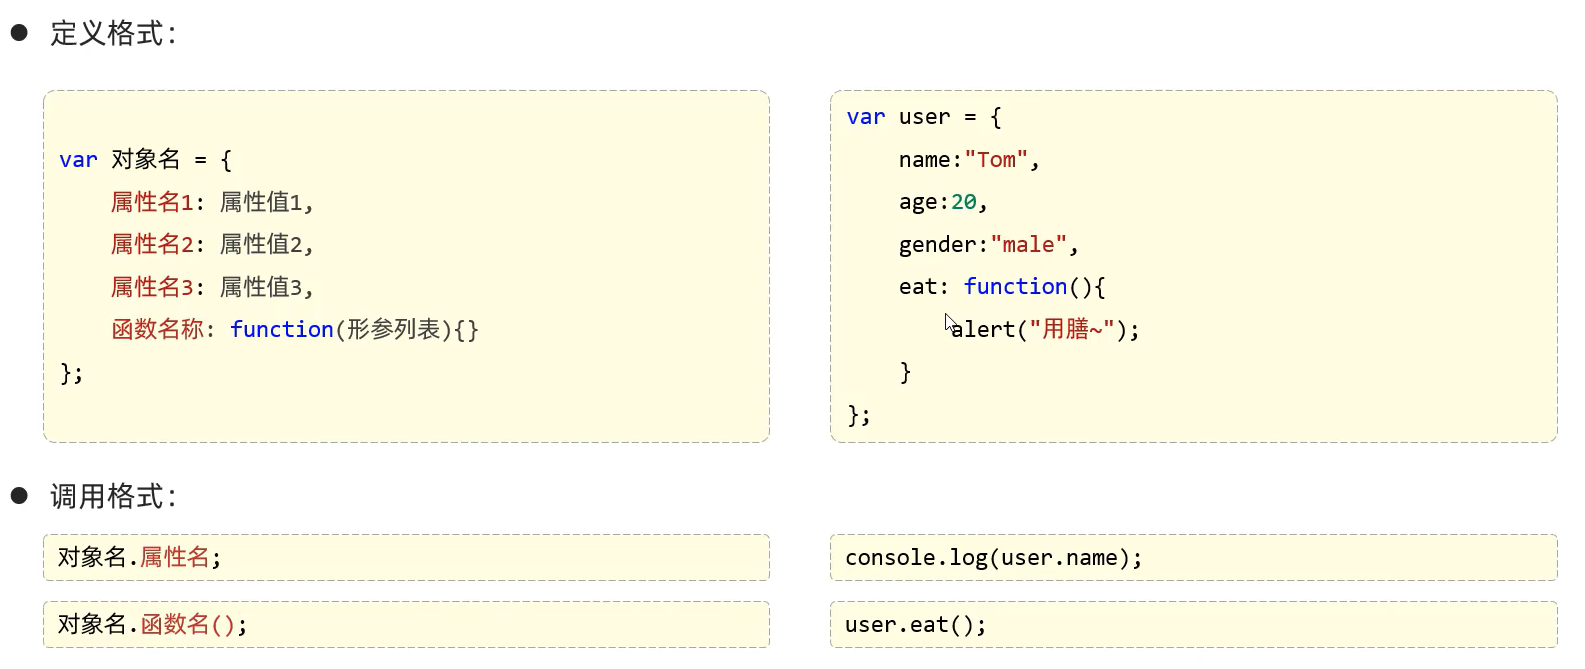 定义格式：
var 对象名 = {
属性名1: 属性值1,
属性名2: 属性值2,
属性名3: 属性值3,
函数名称: function(形参列表){}
};
var user = {
name:"Tom",
age:20,
gender:"male",
eat: function(){
alert("用膳~");
}
};
调用格式：
对象名.属性名;
console.log(user.name);
对象名.函数名();
user.eat();